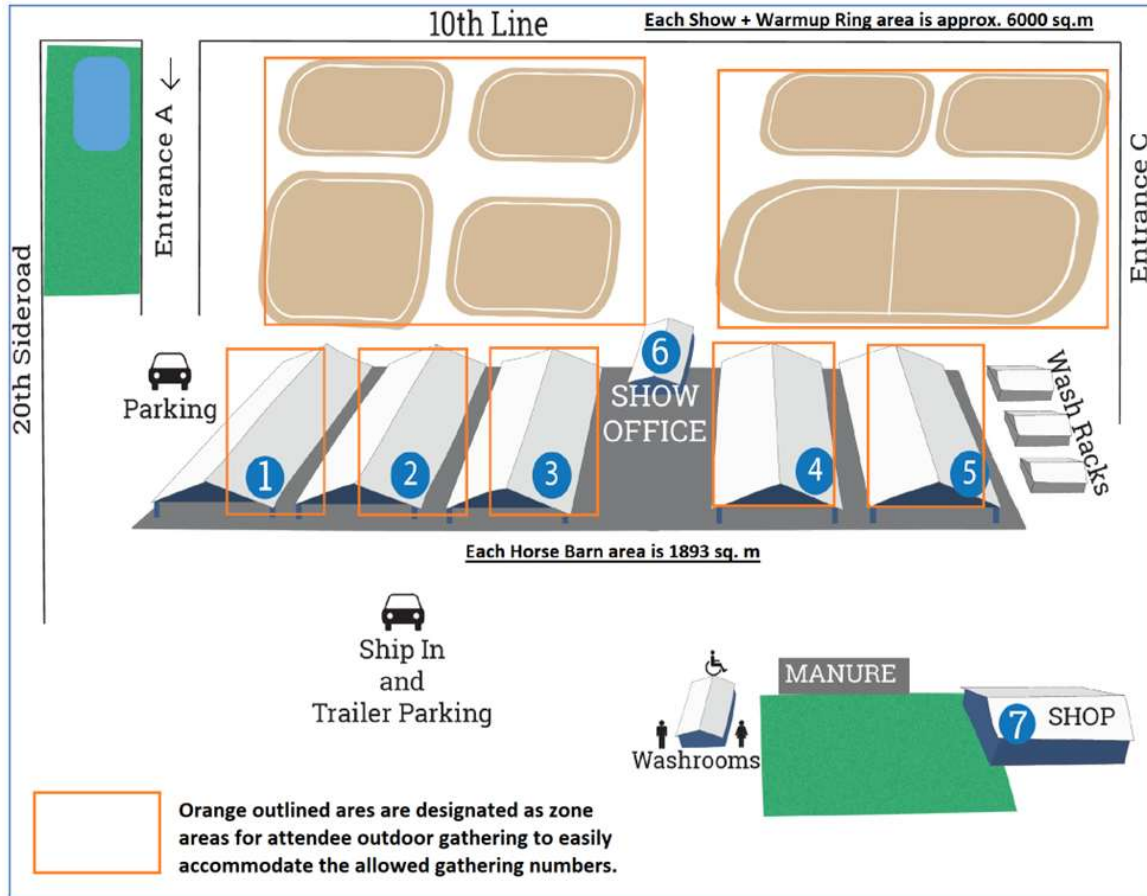 Each Show + Warmup Ring area is approx. 6000 sq.m
10th Line
Entrance A
Entrance C
20th Sideroad
Parking
1
2
3
6
SHOW
OFFICE
4
5
Wash Racks
Each Horse Barn area is 1893 sq. m
Ship In
and
Trailer Parking
MANURE
7 SHOP
Washrooms
Orange outlined ares are designated as zone
areas for attendee outdoor gathering to easily
accommodate the allowed gathering numbers.